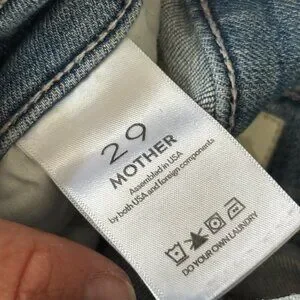 29
MOTHER
Assembled in USA
by both USA and foreign components
DO YOUR OWN LAUNDRY